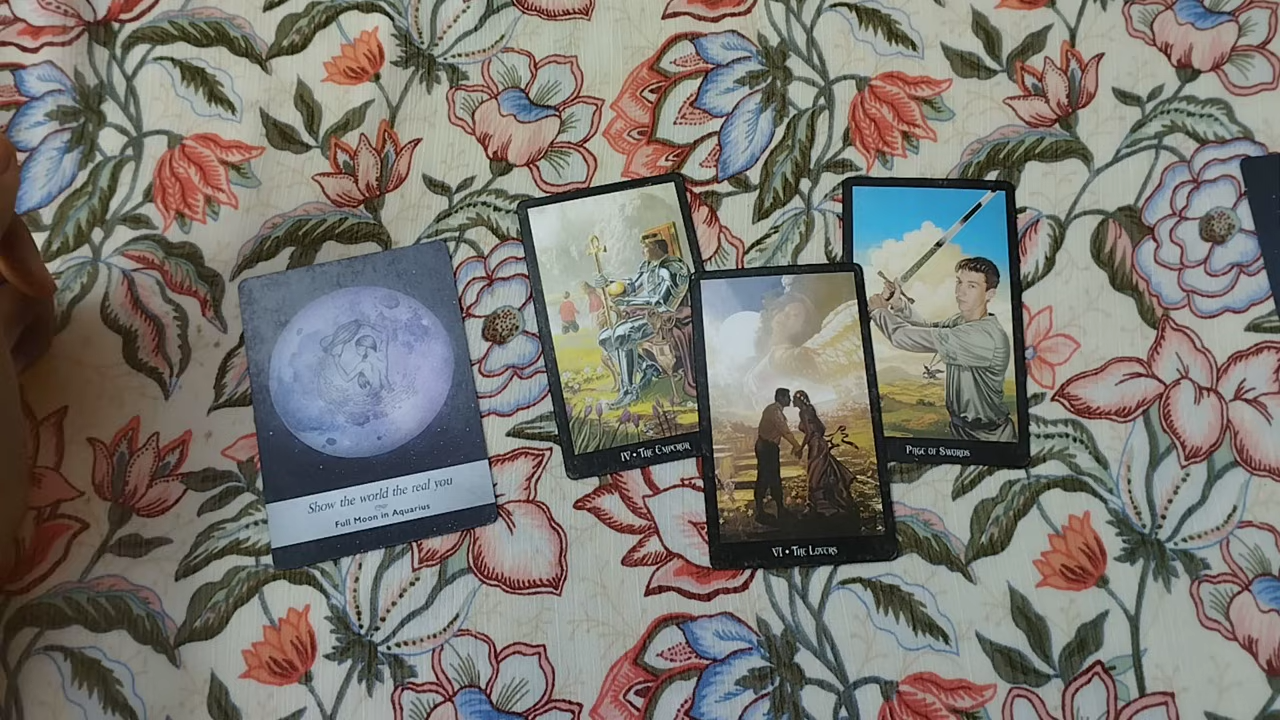 Show the world the real you
Full Moon in Aquarius
IV • The Emperor
VI • The Lovers
Page of Swords